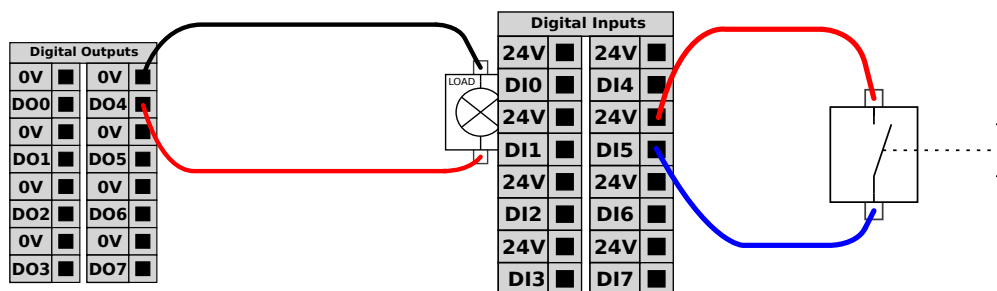 Digital Outputs
0V 0V
DO0 DO4
0V 0V
DO1 DO5
0V 0V
DO2 DO6
0V 0V
DO3 DO7
LOAD
Digital Inputs
24V 24V
DI0 DI4
24V 24V
DI1 DI5
24V 24V
DI2 DI6
24V 24V
DI3 DI7